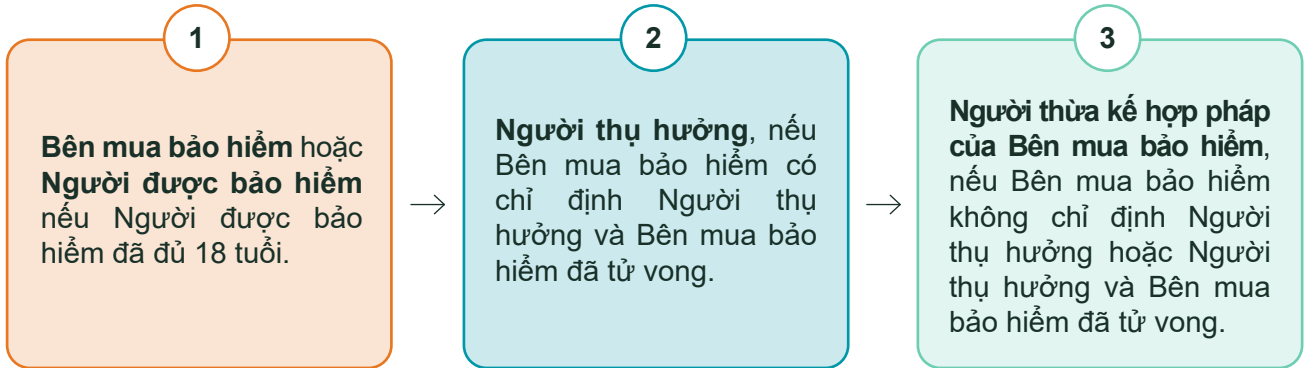 1
Bên mua bảo hiểm hoặc
Người được bảo hiểm
nếu Người được bảo
hiểm đã đủ 18 tuổi.
2
Người thụ hưởng, nếu
Bên mua bảo hiểm có
chỉ định Người thụ
hưởng và Bên mua bảo
hiểm đã tử vong.
3
Người thừa kế hợp pháp
của Bên mua bảo hiểm,
nếu Bên mua bảo hiểm
không chỉ định Người
thụ hưởng hoặc Người
thụ hưởng và Bên mua
bảo hiểm đã tử vong.